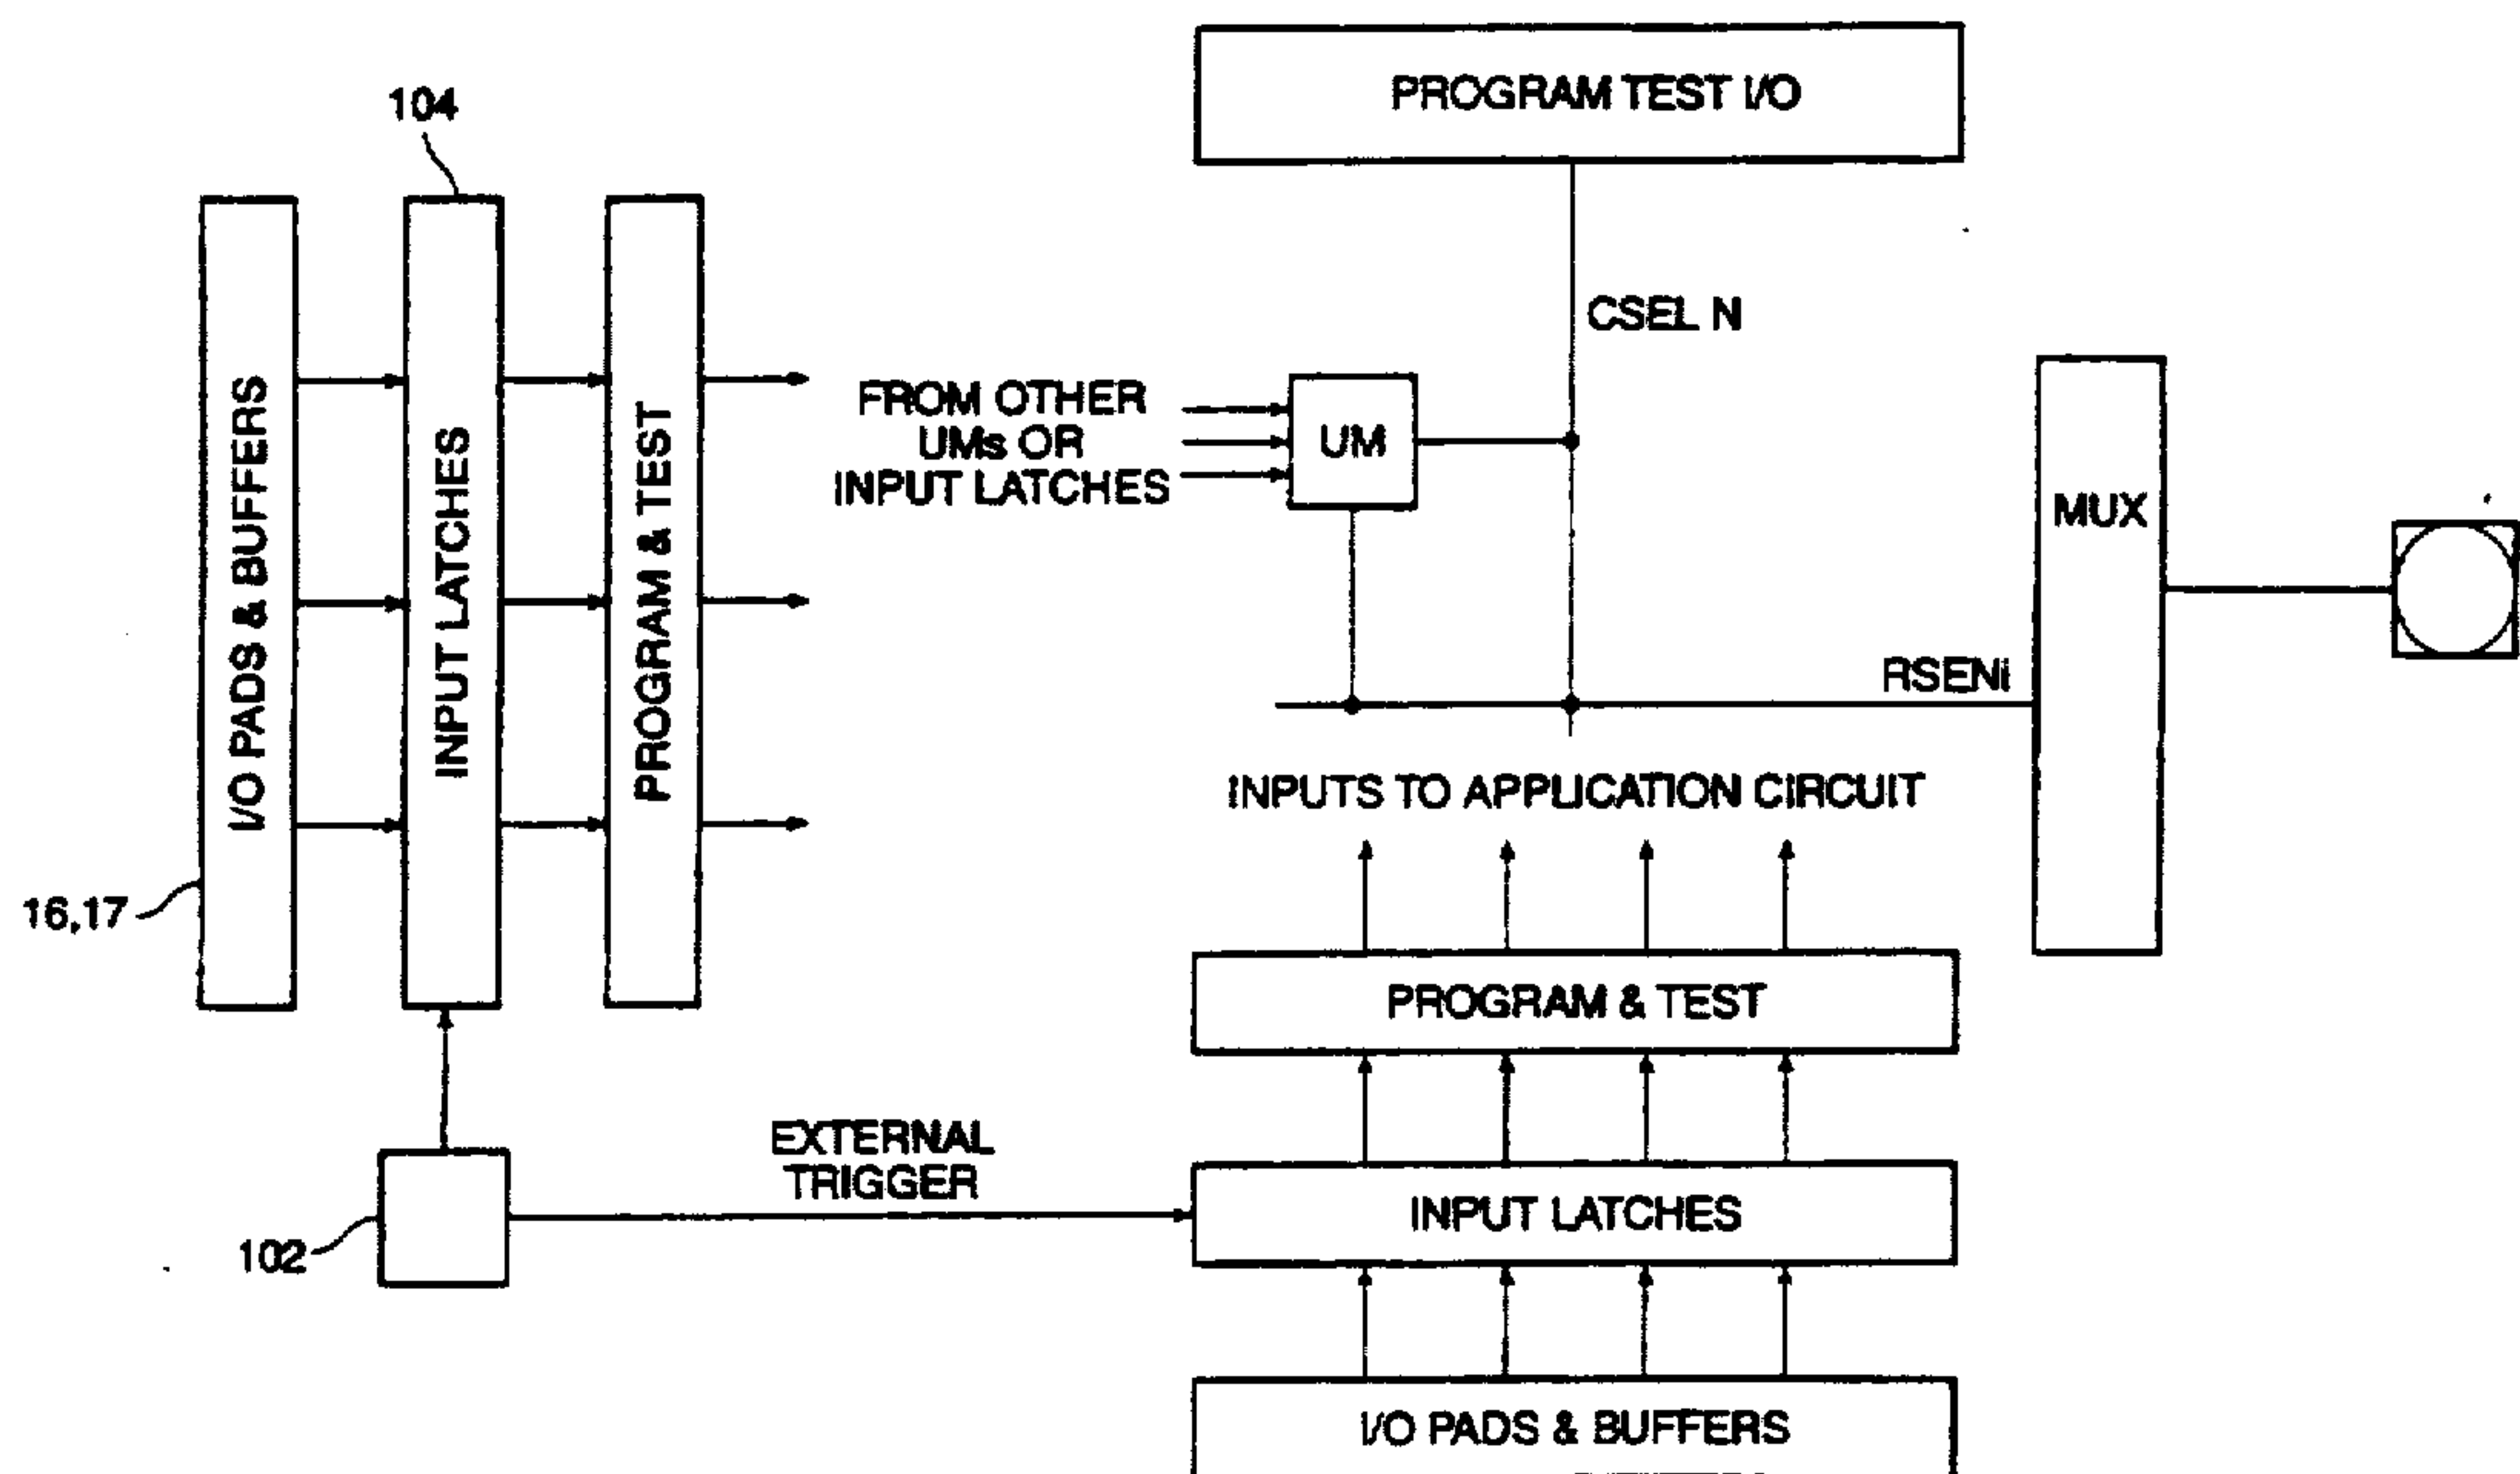 PROGRAM TEST I/O
104
CSEL N
I/O PADS & BUFFERS
INPUT LATCHES
PROGRAM & TEST
FROM OTHER
UMs OR
INPUT LATCHES
UM
MUX
RSENi
INPUTS TO APPLICATION CIRCUIT
16,17
PROGRAM & TEST
EXTERNAL
TRIGGER
INPUT LATCHES
102
I/O PADS & BUFFERS